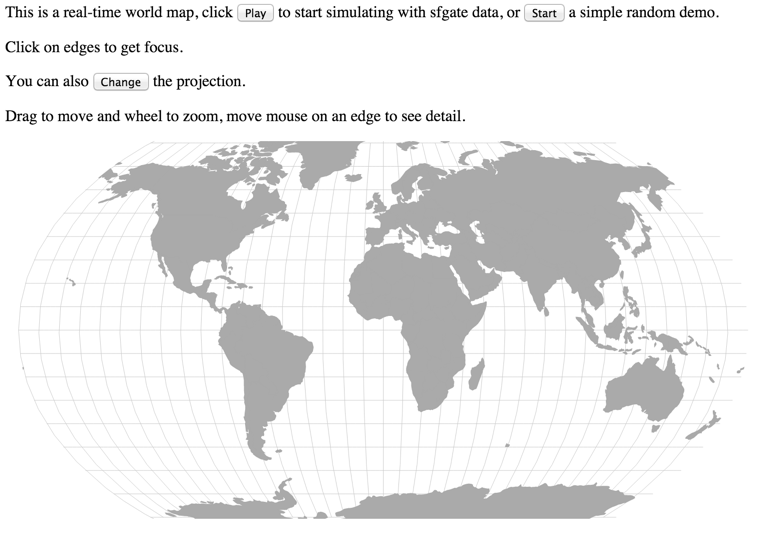 This is a real-time world map, click Play to start simulating with sfgate data, or Start a simple random demo.
Click on edges to get focus.
You can also Change the projection.
Drag to move and wheel to zoom, move mouse on an edge to see detail.